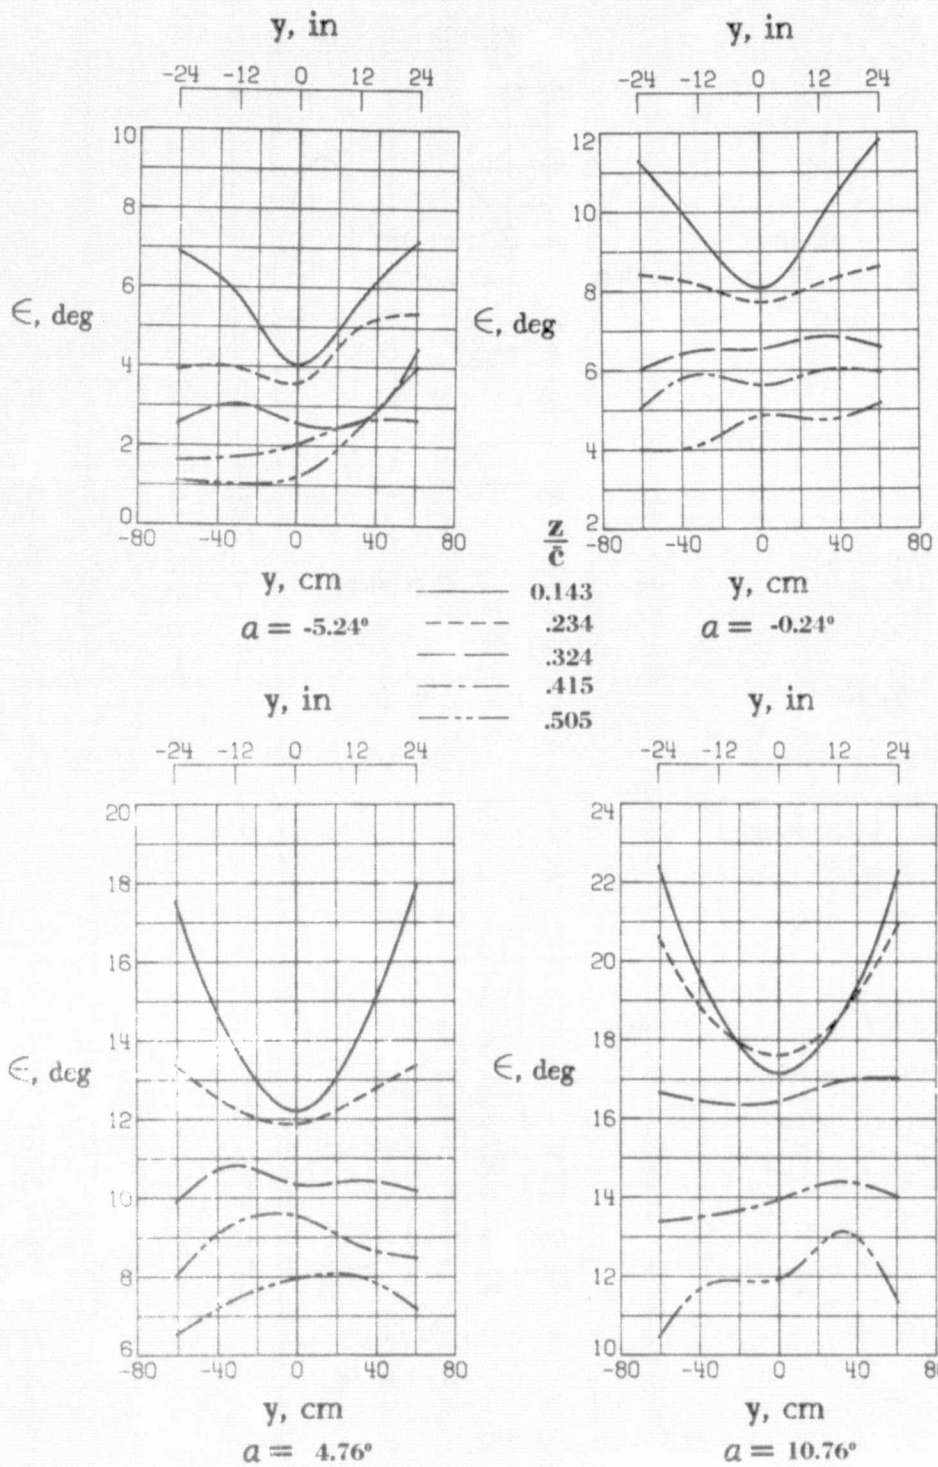 y, in
-24 -12 0 12 24
10
8
6
4
2
0
ϵ, deg
-80 -40 0 40 80
y, cm
a = -5.24°
y, in
-24 -12 0 12 24
12
10
8
6
4
2
ϵ, deg
-80 -40 0 40 80
y, cm
a = -0.24°
z
c̄
0.143
.234
.324
.415
.505
y, in
-24 -12 0 12 24
20
18
16
14
12
10
8
6
ϵ, deg
-80 -40 0 40 80
y, cm
a = 4.76°
y, in
-24 -12 0 12 24
24
22
20
18
16
14
12
10
ϵ, deg
-80 -40 0 40 80
y, cm
a = 10.76°